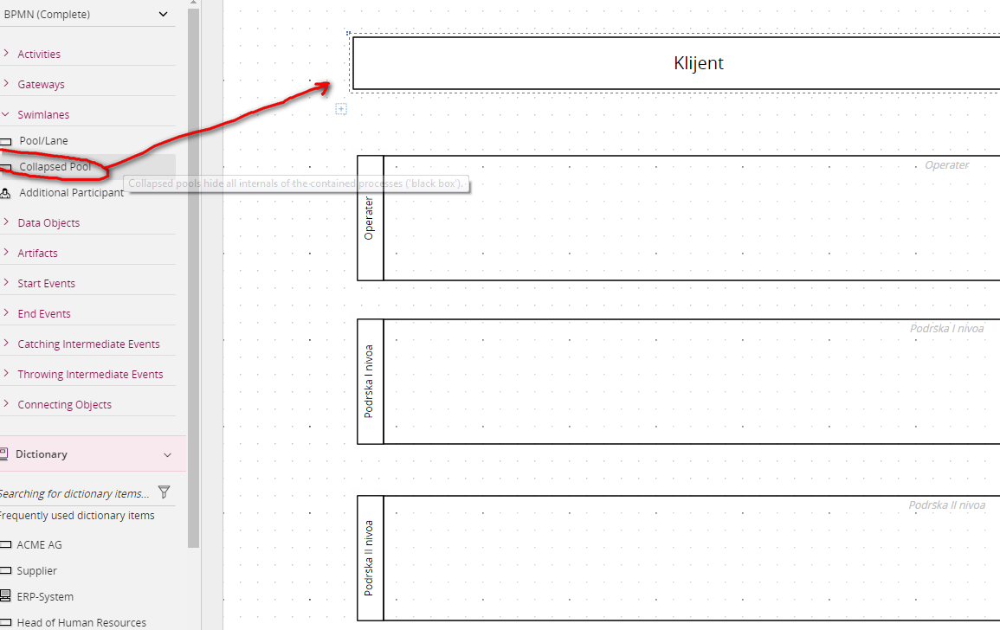 BPMN (Complete)
Activities
Gateways
Swimlanes
Pool/Lane
Collapsed Pool
Collapsed pools hide all internals of the contained processes ('black box').
Additional Participant
Data Objects
Artifacts
Start Events
End Events
Catching Intermediate Events
Throwing Intermediate Events
Connecting Objects
Dictionary
Searching for dictionary items...
Frequently used dictionary items
ACME AG
Supplier
ERP-System
Head of Human Resources
Klijent
Operater
Operater
Podrška I nivoa
Podrška I nivoa
Podrška II nivoa
Podrška II nivoa